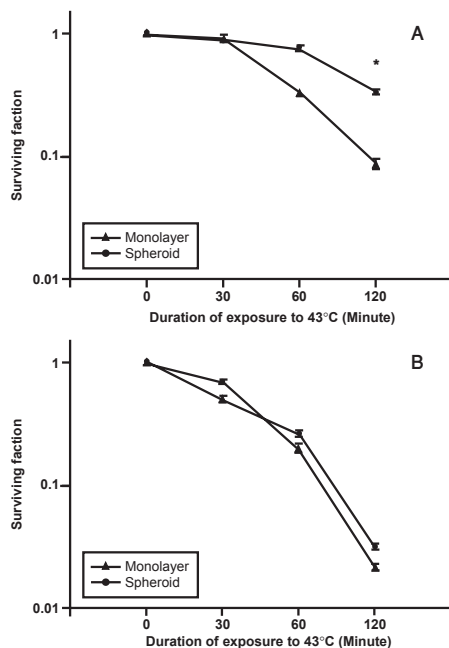 A
1
*
Surviving faction
0.1
Monolayer
Spheroid
0.01
0 30 60 120
Duration of exposure to 43°C (Minute)
B
1
Surviving faction
0.1
Monolayer
Spheroid
0.01
0 30 60 120
Duration of exposure to 43°C (Minute)